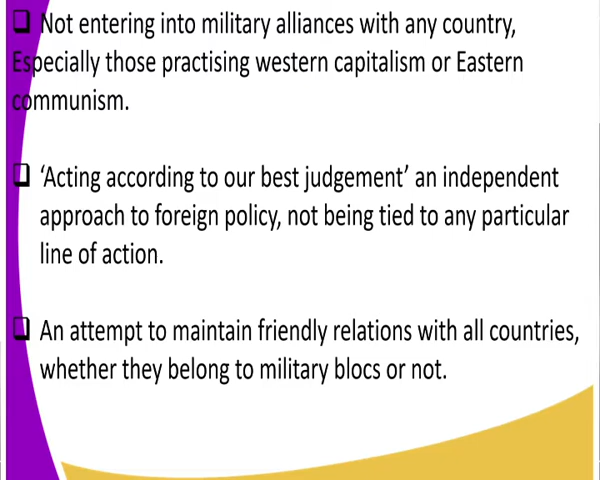 ❑ Not entering into military alliances with any country,
Especially those practising western capitalism or Eastern
communism.
❑ ‘Acting according to our best judgement’ an independent
approach to foreign policy, not being tied to any particular
line of action.
❑ An attempt to maintain friendly relations with all countries,
whether they belong to military blocs or not.